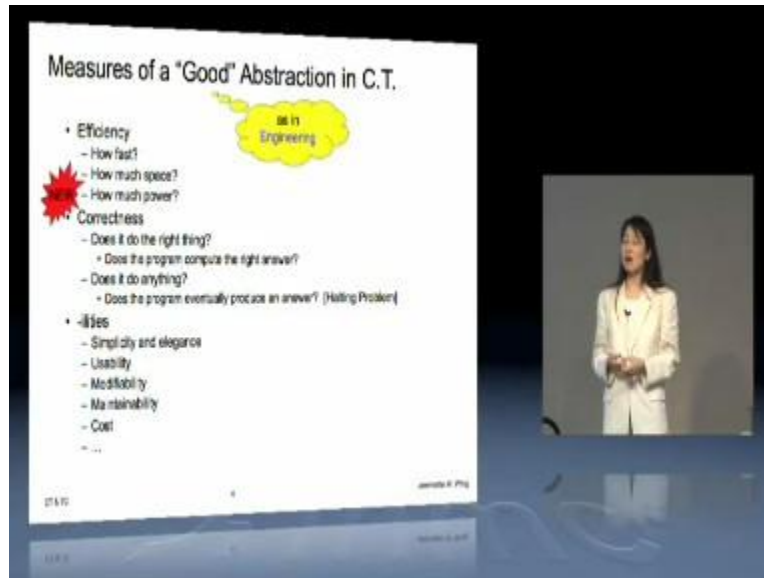 Measures of a "Good" Abstraction in C.T.
as in
Engineering
• Efficiency
– How fast?
– How much space?
NEW
– How much power?
• Correctness
– Does it do the right thing?
• Does the program compute the right answer?
– Does it do anything?
• Does the program eventually produce an answer? [Halting Problem]
• -ilities
– Simplicity and elegance
– Usability
– Modifiability
– Maintainability
– Cost
– ...
Jeannette M. Wing